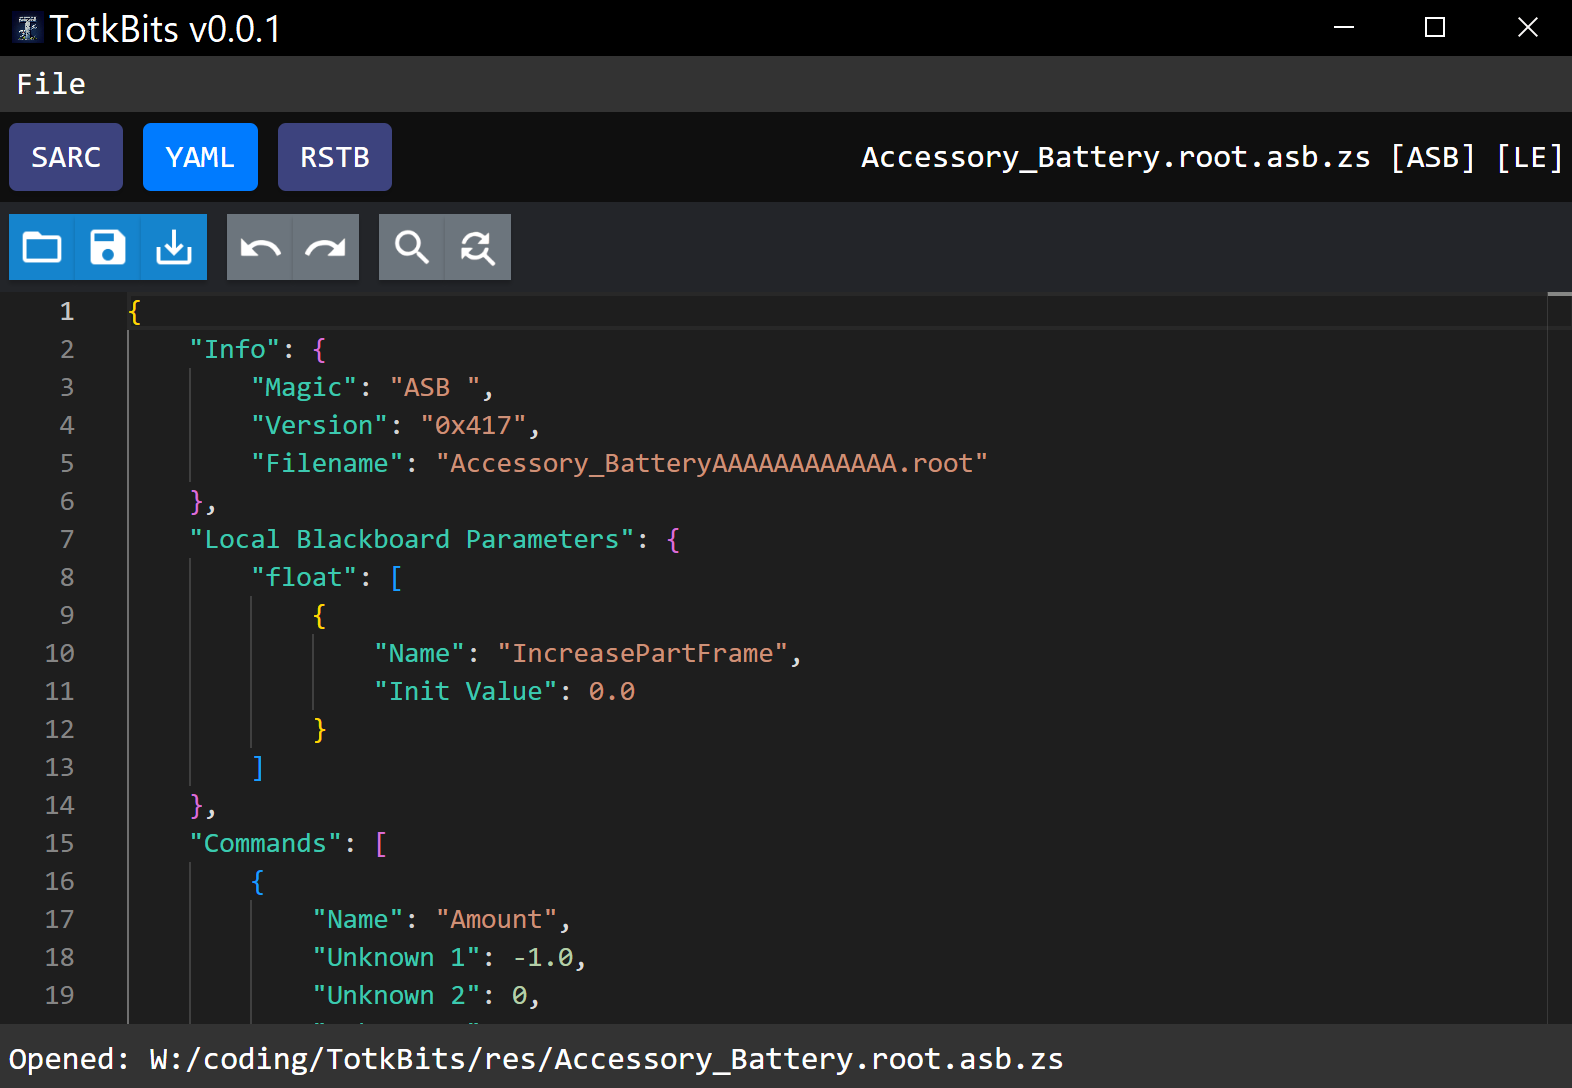 TotkBits v0.0.1
File
SARC YAML RSTB Accessory_Battery.root.asb.zs [ASB] [LE]
1 {
2 "Info": {
3 "Magic": "ASB ",
4 "Version": "0x417",
5 "Filename": "Accessory_BatteryAAAAAAAAAAAA.root"
6 },
7 "Local Blackboard Parameters": {
8 "float": [
9 {
10 "Name": "IncreasePartFrame",
11 "Init Value": 0.0
12 }
13 ]
14 },
15 "Commands": [
16 {
17 "Name": "Amount",
18 "Unknown 1": -1.0,
19 "Unknown 2": 0,
Opened: W:/coding/TotkBits/res/Accessory_Battery.root.asb.zs